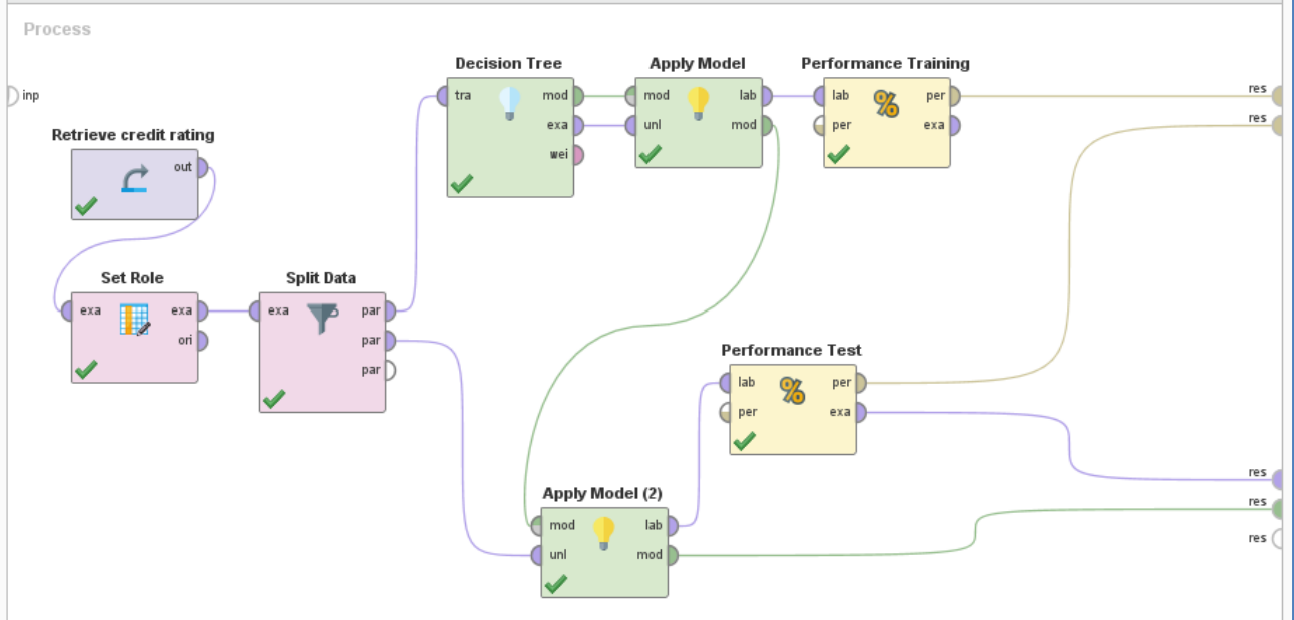 Process
inp
Retrieve credit rating
out
Set Role
exa exa
ori
Split Data
exa par
par
par
Decision Tree
tra mod
exa
wei
Apply Model
mod lab
unl mod
Performance Training
lab per
per exa
res
res
Performance Test
lab per
per exa
Apply Model (2)
mod lab
unl mod
res
res
res